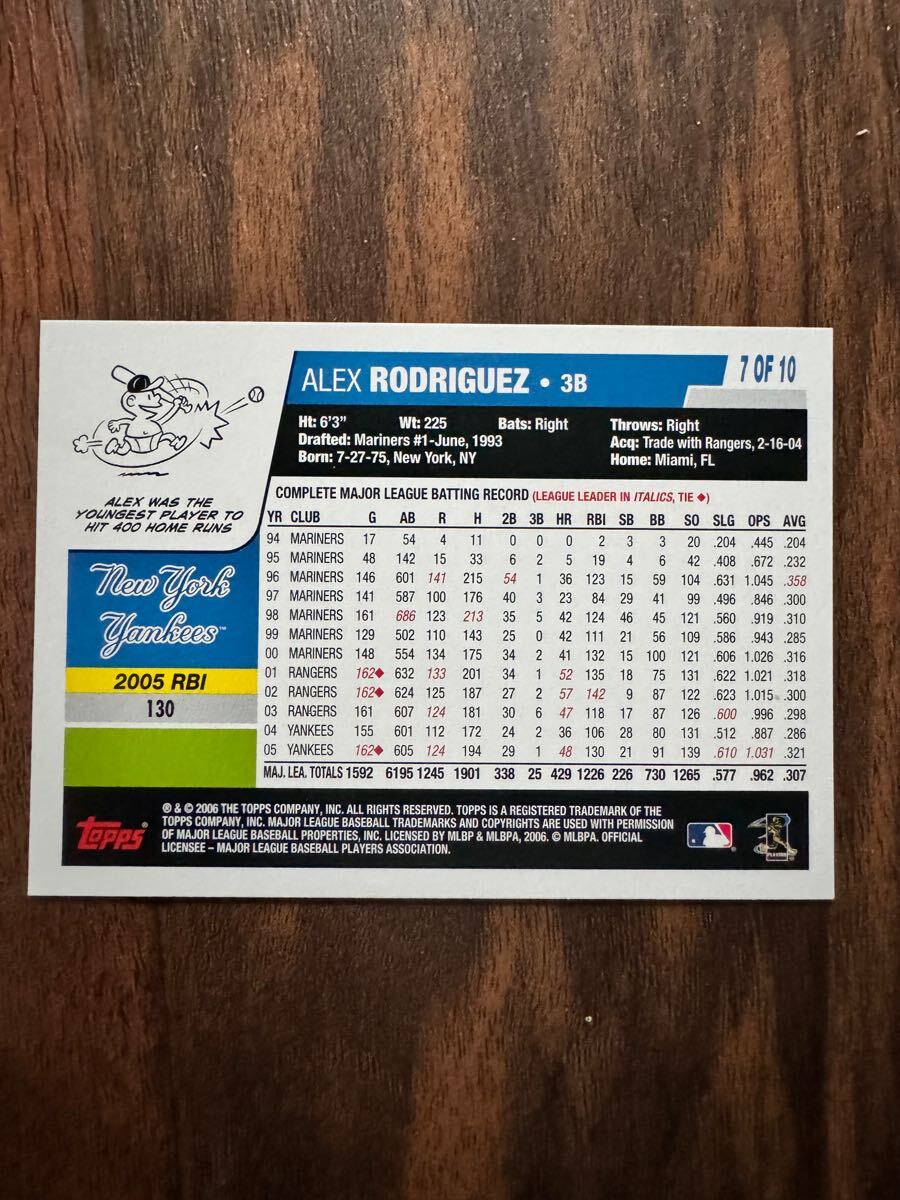 ALEX RODRIGUEZ • 3B
7 OF 10
Ht: 6'3" Wt: 225 Bats: Right Throws: Right
Drafted: Mariners #1-June, 1993 Acq: Trade with Rangers, 2-16-04
Born: 7-27-75, New York, NY Home: Miami, FL
ALEX WAS THE
YOUNGEST PLAYER TO
HIT 400 HOME RUNS
New York
Yankees™
2005 RBI
130
COMPLETE MAJOR LEAGUE BATTING RECORD (LEAGUE LEADER IN ITALICS, TIE ◆)
YR CLUB G AB R H 2B 3B HR RBI SB BB SO SLG OPS AVG
94 MARINERS 17 54 4 11 0 0 0 2 3 3 20 .204 .445 .204
95 MARINERS 48 142 15 33 6 2 5 19 4 6 42 .408 .672 .232
96 MARINERS 146 601 141 215 54 1 36 123 15 59 104 .631 1.045 .358
97 MARINERS 141 587 100 176 40 3 23 84 29 41 99 .496 .846 .300
98 MARINERS 161 686 123 213 35 5 42 124 46 45 121 .560 .919 .310
99 MARINERS 129 502 110 143 25 0 42 111 21 56 109 .586 .943 .285
00 MARINERS 148 554 134 175 34 2 41 132 15 100 121 .606 1.026 .316
01 RANGERS 162◆ 632 133 201 34 1 52 135 18 75 131 .622 1.021 .318
02 RANGERS 162◆ 624 125 187 27 2 57 142 9 87 122 .623 1.015 .300
03 RANGERS 161 607 124 181 30 6 47 118 17 87 126 .600 .996 .298
04 YANKEES 155 601 112 172 24 2 36 106 28 80 131 .512 .887 .286
05 YANKEES 162◆ 605 124 194 29 1 48 130 21 91 139 .610 1.031 .321
MAJ. LEA. TOTALS 1592 6195 1245 1901 338 25 429 1226 226 730 1265 .577 .962 .307
Topps®
® & © 2006 THE TOPPS COMPANY, INC. ALL RIGHTS RESERVED. TOPPS IS A REGISTERED TRADEMARK OF THE
TOPPS COMPANY, INC. MAJOR LEAGUE BASEBALL TRADEMARKS AND COPYRIGHTS ARE USED WITH PERMISSION
OF MAJOR LEAGUE BASEBALL PROPERTIES, INC. LICENSED BY MLBP & MLBPA, 2006. © MLBPA. OFFICIAL
LICENSEE – MAJOR LEAGUE BASEBALL PLAYERS ASSOCIATION.
PLAYERS